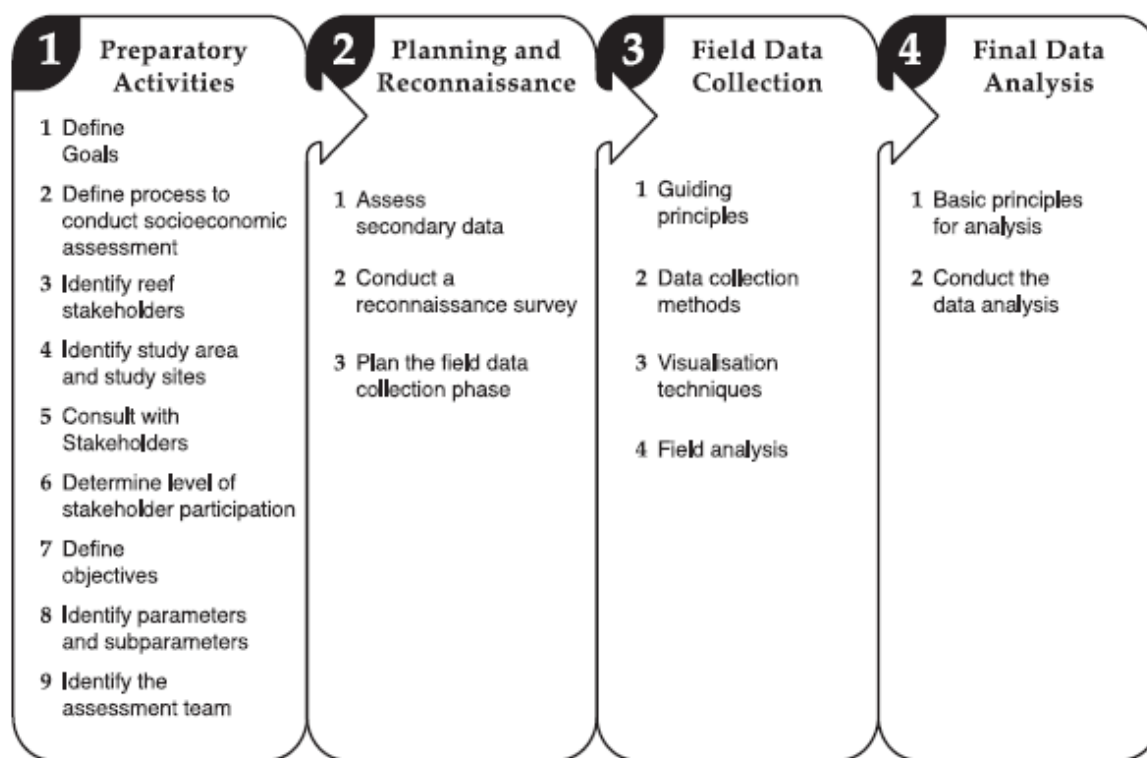 1 Preparatory
Activities
1 Define
Goals
2 Define process to
conduct socioeconomic
assessment
3 Identify reef
stakeholders
4 Identify study area
and study sites
5 Consult with
Stakeholders
6 Determine level of
stakeholder participation
7 Define
objectives
8 Identify parameters
and subparameters
9 Identify the
assessment team
2 Planning and
Reconnaissance
1 Assess
secondary data
2 Conduct a
reconnaissance survey
3 Plan the field data
collection phase
3 Field Data
Collection
1 Guiding
principles
2 Data collection
methods
3 Visualisation
techniques
4 Field analysis
4 Final Data
Analysis
1 Basic principles
for analysis
2 Conduct the
data analysis